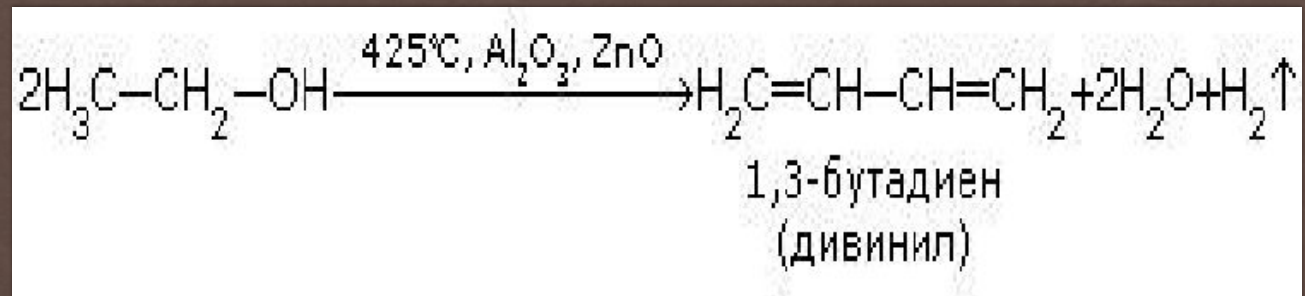 425℃, Al₂O₃, ZnO
2H₃C–CH₂–OH→H₂C=CH–CH=CH₂+2H₂O+H₂↑
1,3-бутадиен
(дивинил)